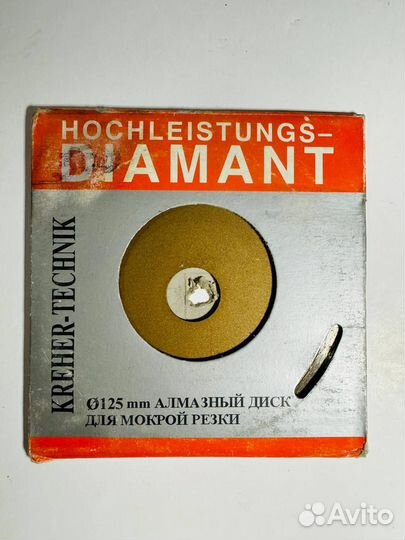 HOCHLEISTUNGS–
DIAMANT
KREHER-TECHNIK
Ø125 mm АЛМАЗНЫЙ ДИСК
ДЛЯ МОКРОЙ РЕЗКИ
Avito